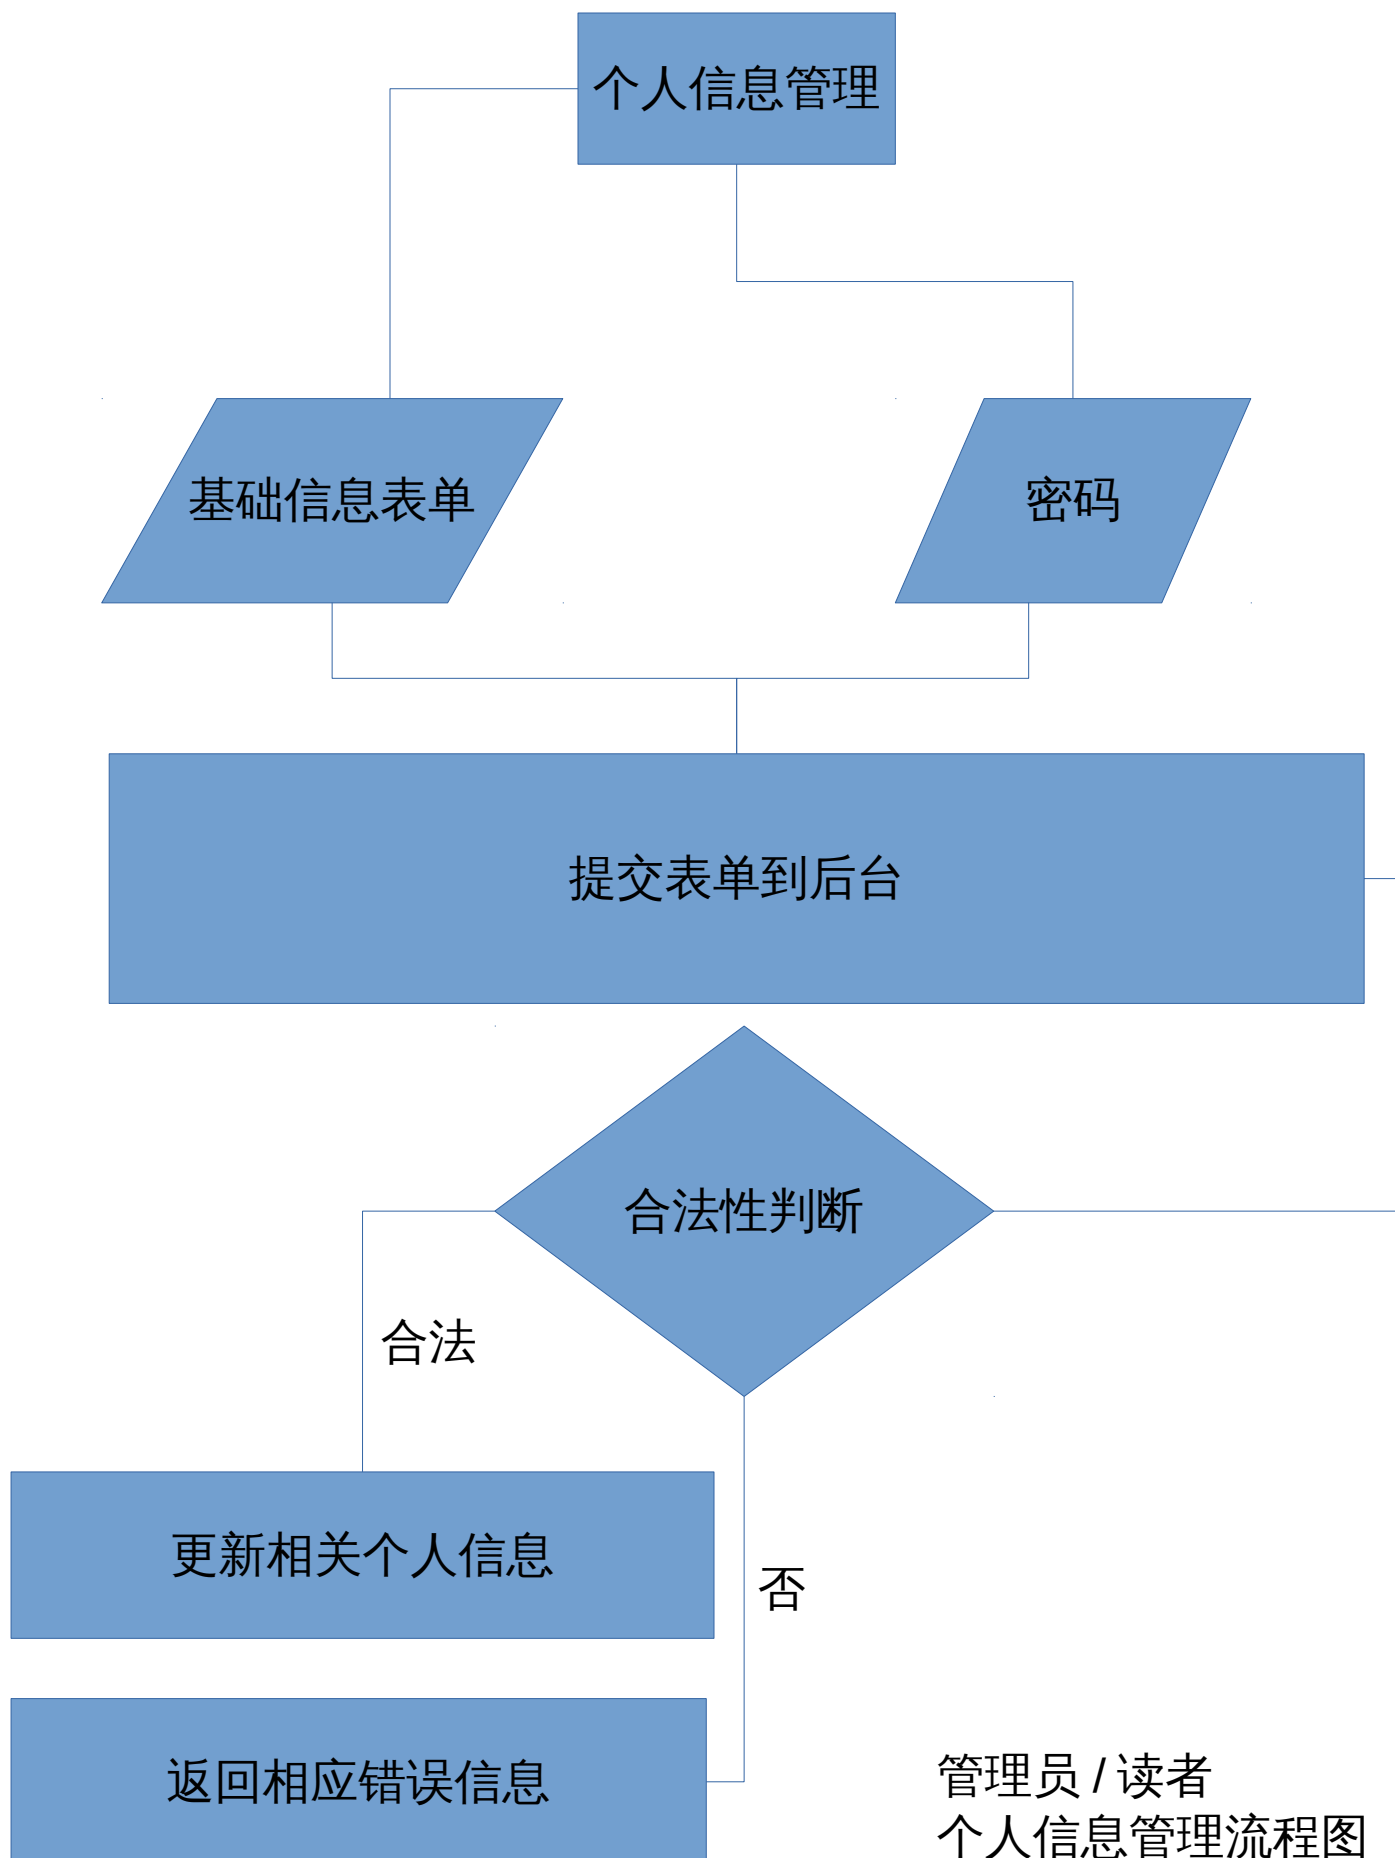 个人信息管理
基础信息表单
密码
提交表单到后台
合法性判断
合法
更新相关个人信息
否
返回相应错误信息
管理员 / 读者
个人信息管理流程图